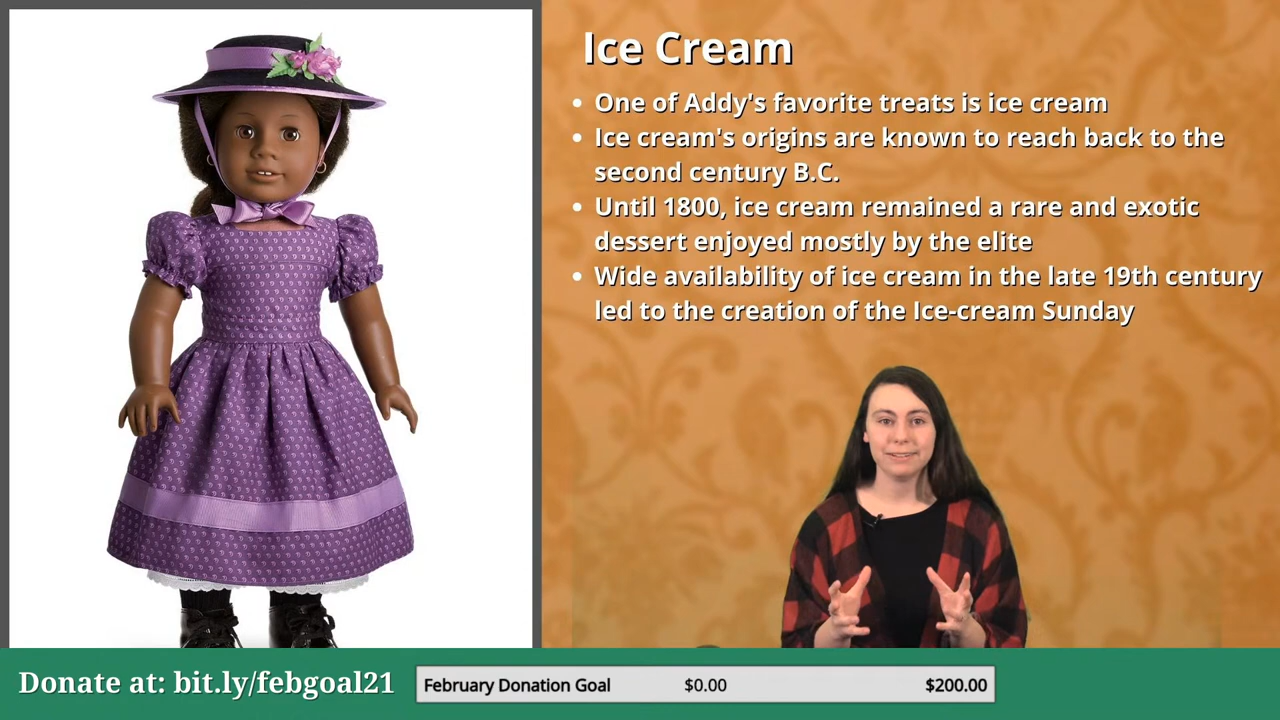 Ice Cream
• One of Addy's favorite treats is ice cream
• Ice cream's origins are known to reach back to the
second century B.C.
• Until 1800, ice cream remained a rare and exotic
dessert enjoyed mostly by the elite
• Wide availability of ice cream in the late 19th century
led to the creation of the Ice-cream Sunday
Donate at: bit.ly/febgoal21
February Donation Goal $0.00 $200.00